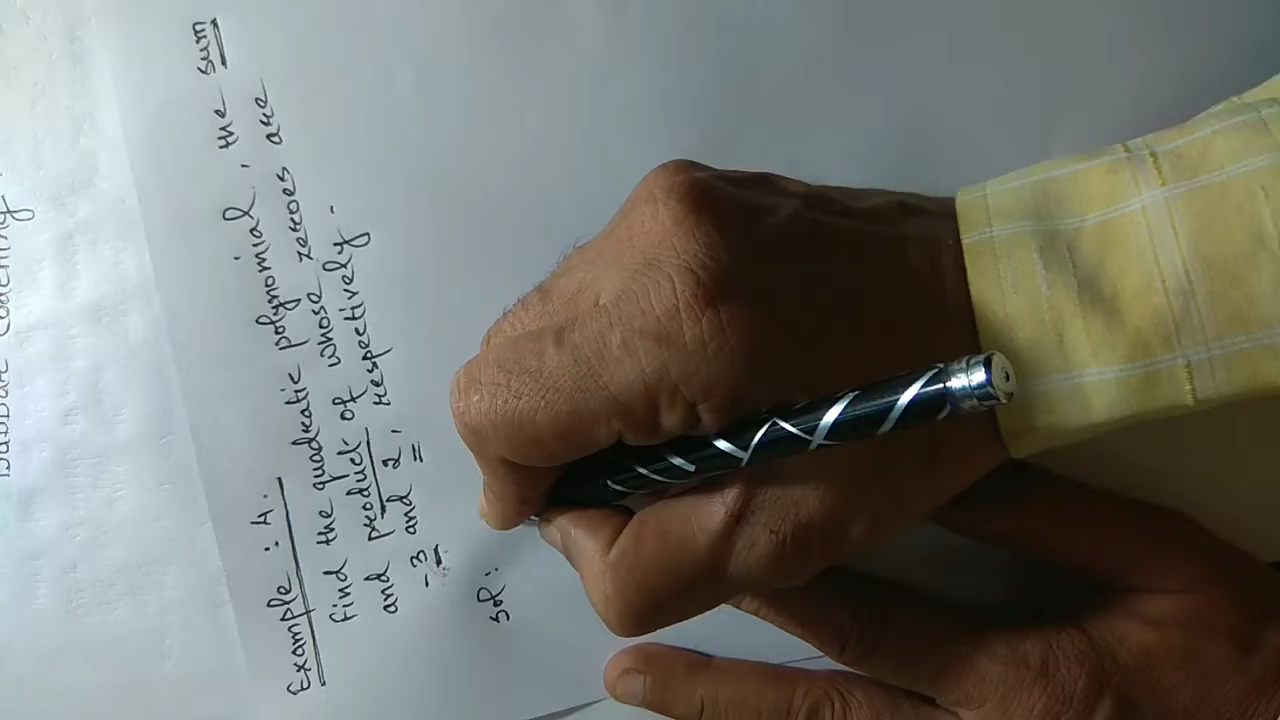 Example : 4.
Find the quadratic polynomial, the sum
and product of whose zeroes are
-3 and 2, respectively.
Sol: